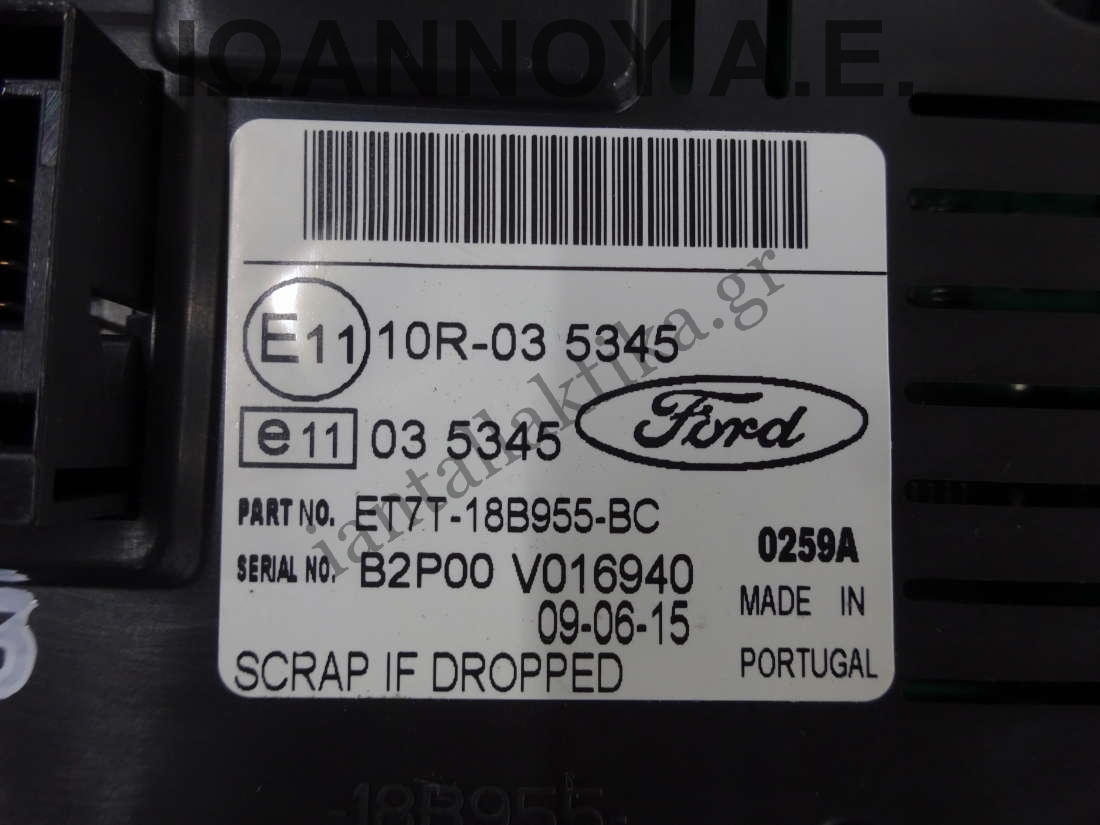 IOANNOY A.E.
E11 10R-03 5345
e11 03 5345
Ford
PART NO. ET7T-18B955-BC
SERIAL NO. B2P00 V016940
0259A
09-06-15
MADE IN
PORTUGAL
SCRAP IF DROPPED
iantallaktika.gr
-18B955-